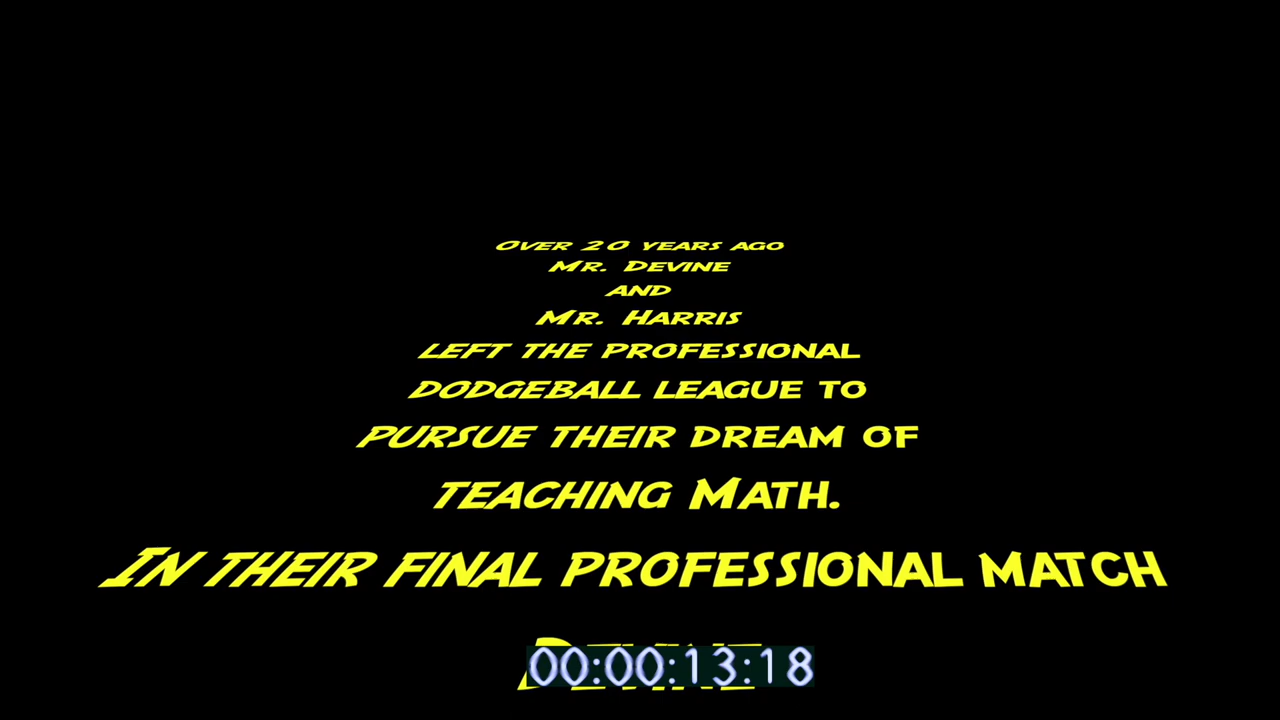 Over 20 years ago
Mr. Devine
and
Mr. Harris
left the professional
dodgeball league to
pursue their dream of
teaching Math.
In their final professional match
Devine
00:00:13:18